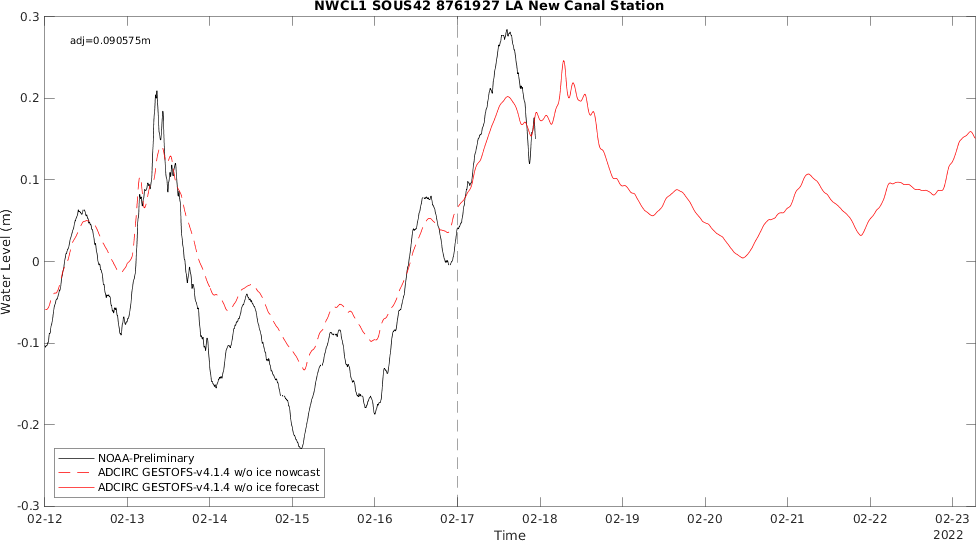 NWCL1 SOUS42 8761927 LA New Canal Station
adj=0.090575m
Water Level (m)
0.3
0.2
0.1
0
-0.1
-0.2
-0.3
NOAA-Preliminary
ADCIRC GESTOFS-v4.1.4 w/o ice nowcast
ADCIRC GESTOFS-v4.1.4 w/o ice forecast
02-12 02-13 02-14 02-15 02-16 02-17 02-18 02-19 02-20 02-21 02-22 02-23
Time
2022